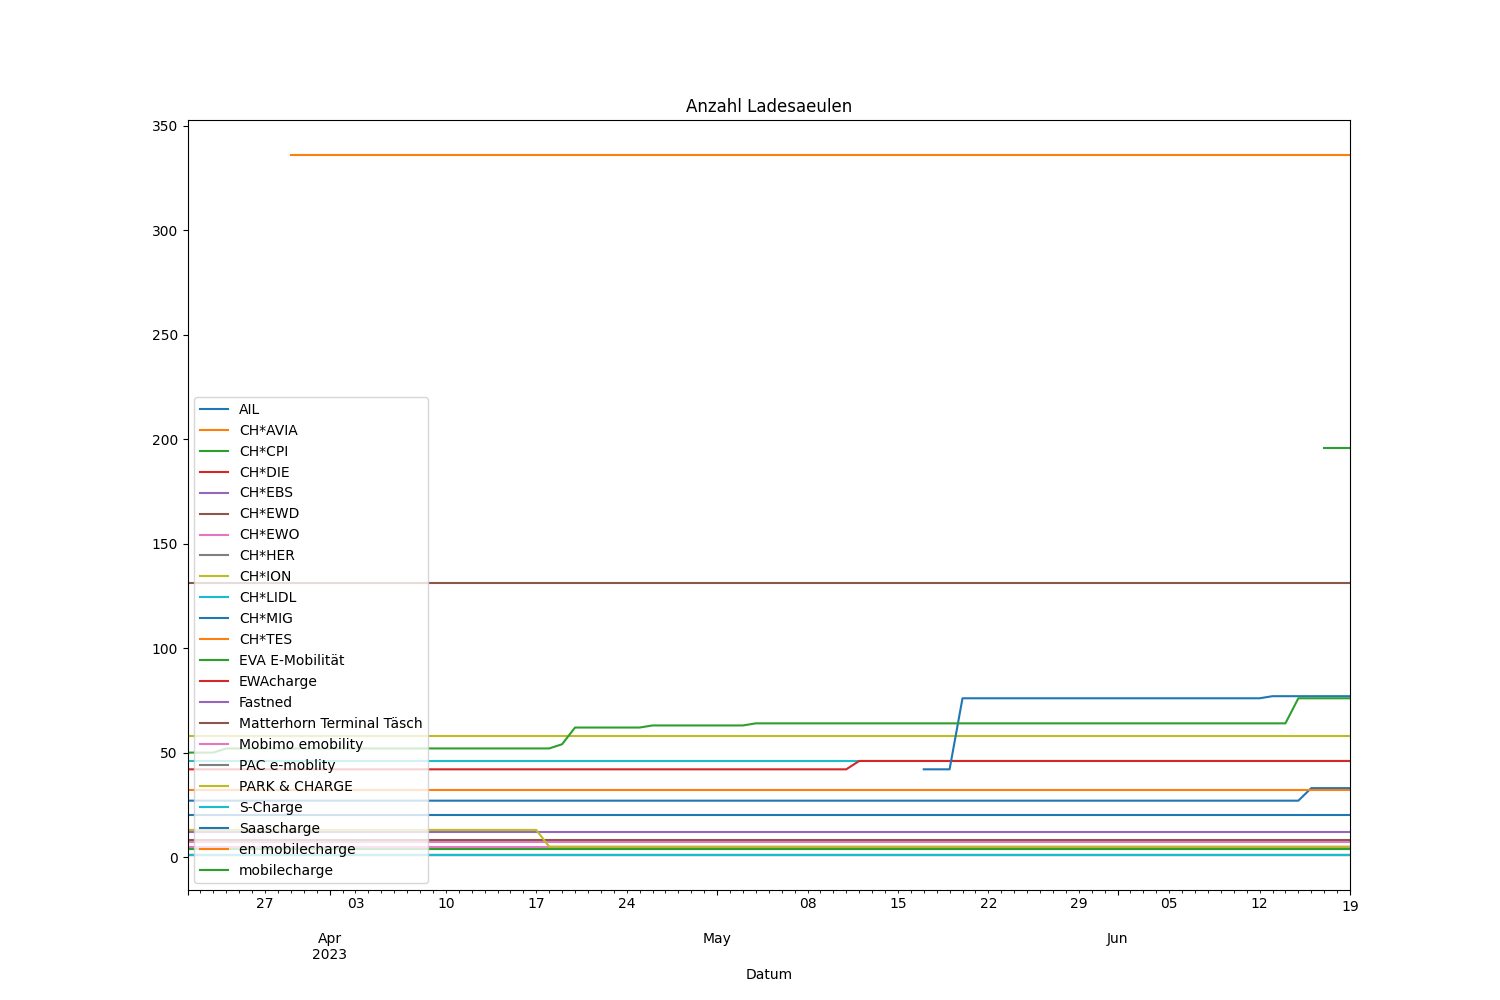 Anzahl Ladesaeulen
350
300
250
200
150
100
50
0
AIL
CH*AVIA
CH*CPI
CH*DIE
CH*EBS
CH*EWD
CH*EWO
CH*HER
CH*ION
CH*LIDL
CH*MIG
CH*TES
EVA E-Mobilität
EWAcharge
Fastned
Matterhorn Terminal Täsch
Mobimo emobility
PAC e-moblity
PARK & CHARGE
S-Charge
Saascharge
en mobilecharge
mobilecharge
27 03 10 17 24 08 15 22 29 05 12 19
Apr May Jun
2023
Datum